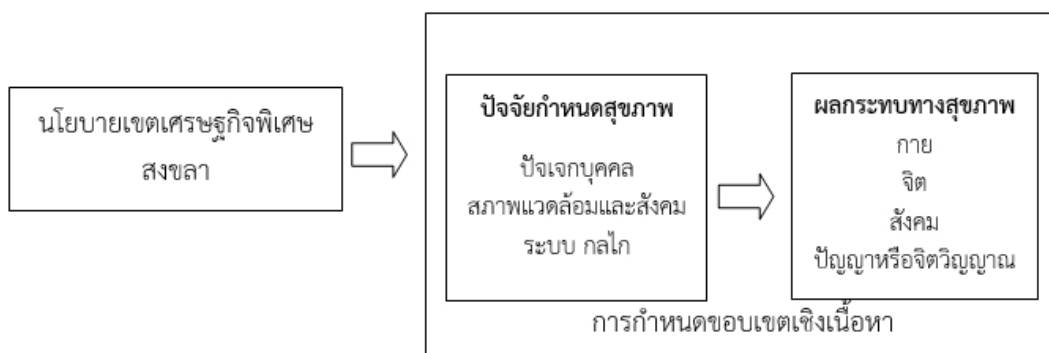 นโยบายเขตเศรษฐกิจพิเศษ
สงขลา
ปัจจัยกำหนดสุขภาพ
ปัจเจกบุคคล
สภาพแวดล้อมและสังคม
ระบบ กลไก
ผลกระทบทางสุขภาพ
กาย
จิต
สังคม
ปัญญาหรือจิตวิญญาณ
การกำหนดขอบเขตเชิงเนื้อหา